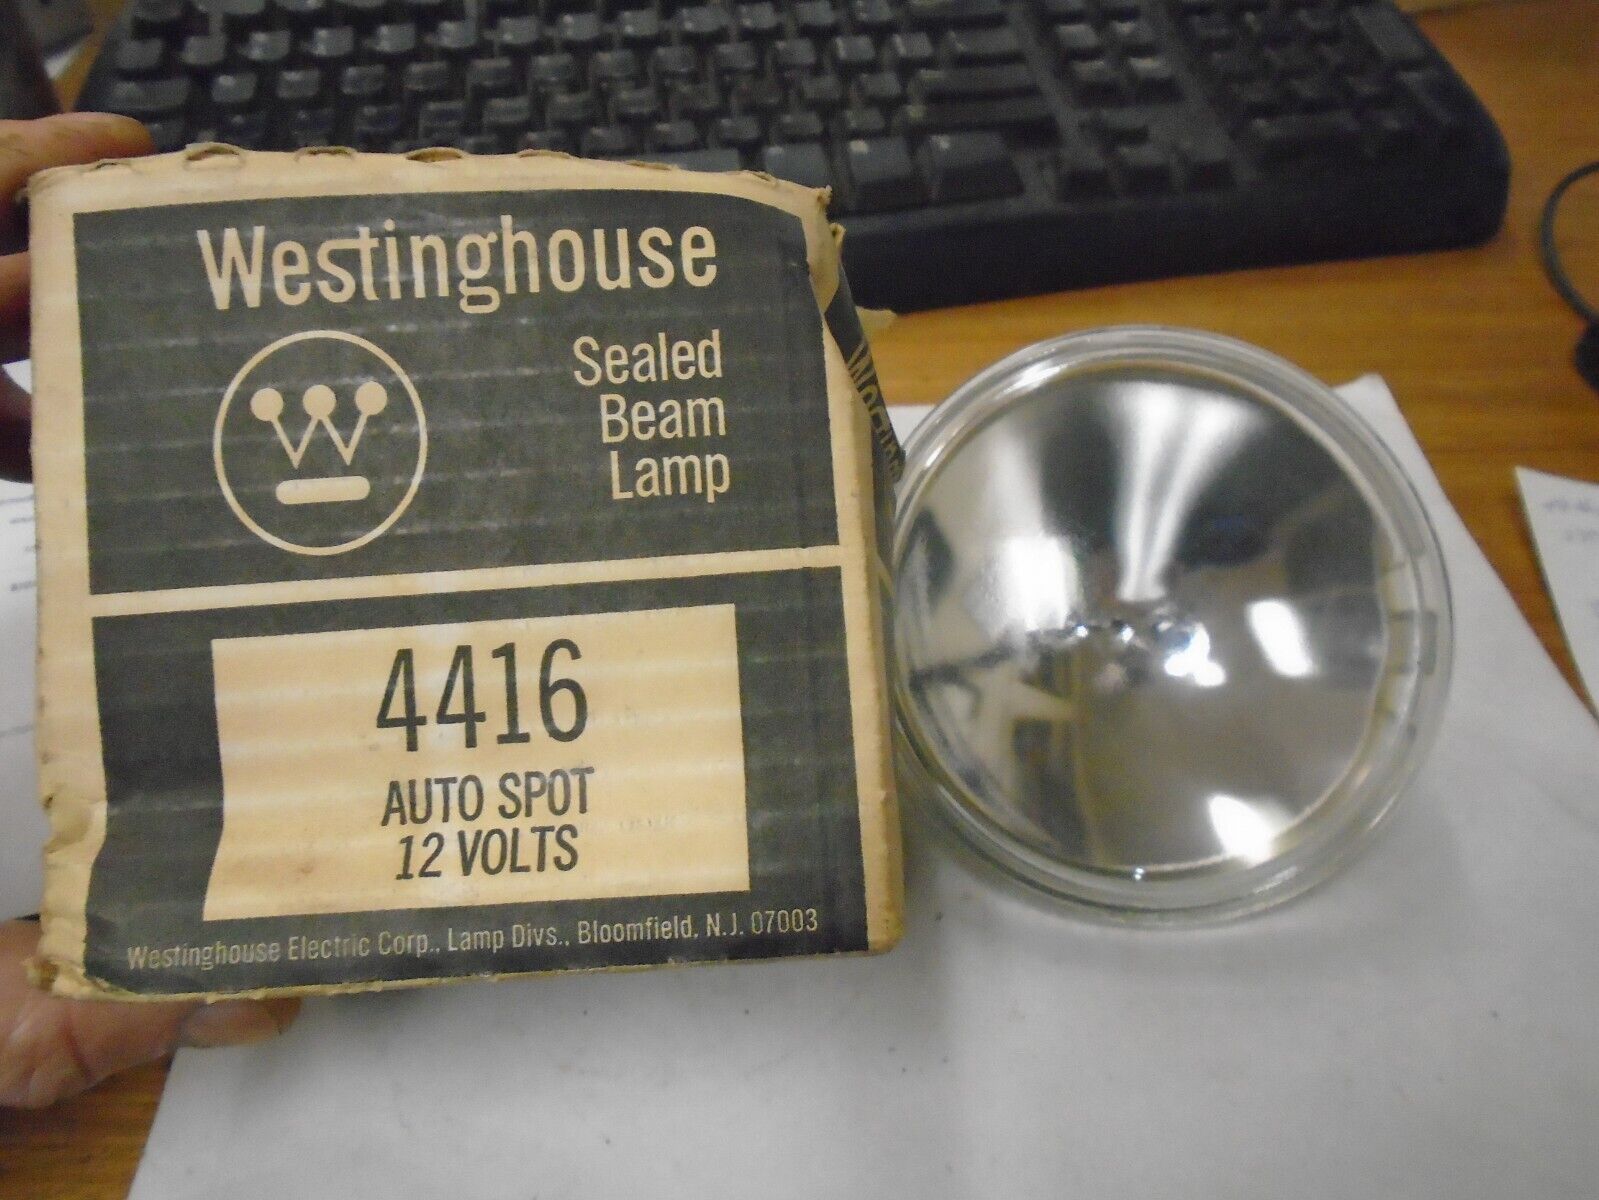 Westinghouse
Sealed
Beam
Lamp
4416
AUTO SPOT
12 VOLTS
Westinghouse Electric Corp., Lamp Divs., Bloomfield, N.J. 07003